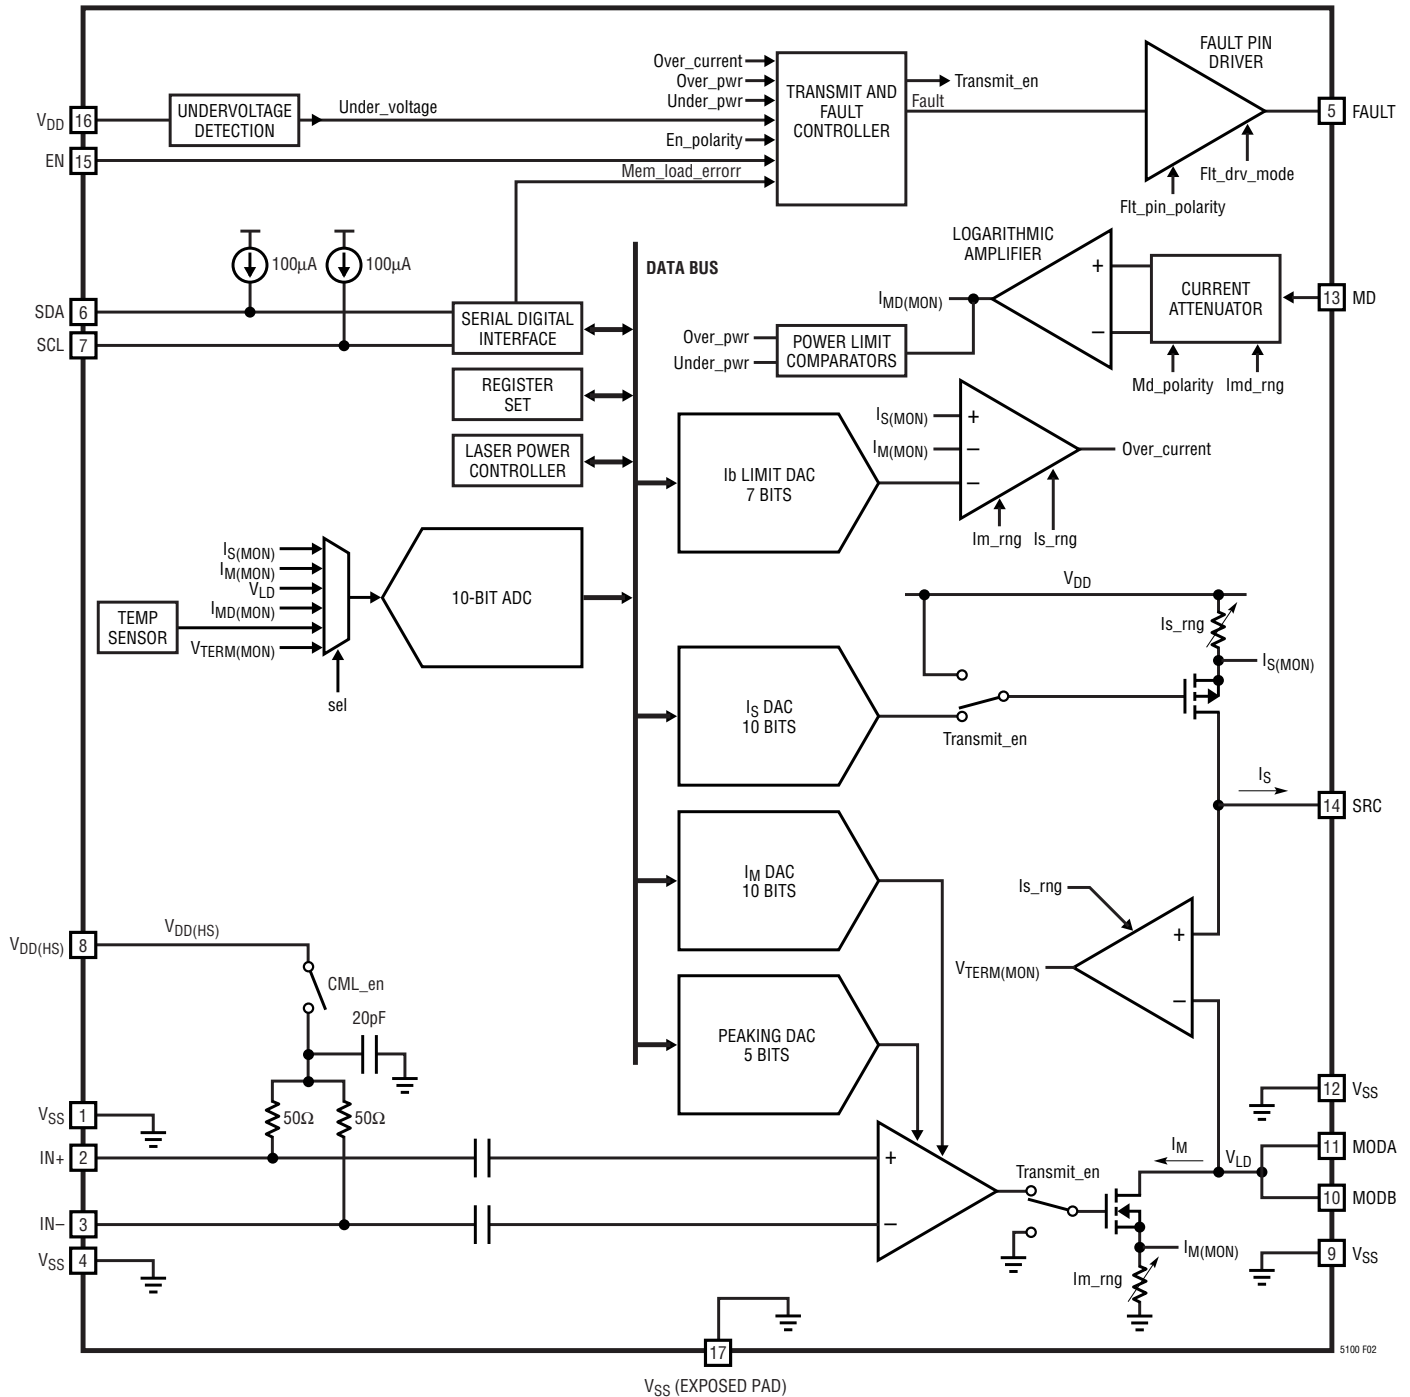 FAULT PIN
DRIVER
Over_current
Over_pwr
Under_pwr
TRANSMIT AND
FAULT
CONTROLLER
Transmit_en
Fault
VDD
16
UNDERVOLTAGE
DETECTION
Under_voltage
5
FAULT
En_polarity
EN
15
Mem_load_errorr
Flt_drv_mode
Flt_pin_polarity
LOGARITHMIC
AMPLIFIER
100µA
100µA
DATA BUS
+
–
CURRENT
ATTENUATOR
13
MD
IMD(MON)
SDA
6
SCL
7
SERIAL DIGITAL
INTERFACE
Over_pwr
Under_pwr
POWER LIMIT
COMPARATORS
Md_polarity
Imd_rng
REGISTER
SET
LASER POWER
CONTROLLER
Ib LIMIT DAC
7 BITS
IS(MON)
IM(MON)
+
–
–
Over_current
Im_rng
Is_rng
IS(MON)
IM(MON)
VLD
IMD(MON)
TEMP
SENSOR
VTERM(MON)
sel
10-BIT ADC
VDD
Is_rng
IS(MON)
IS DAC
10 BITS
Transmit_en
IS
14
SRC
IM DAC
10 BITS
Is_rng
+
–
VTERM(MON)
VDD(HS)
8
VDD(HS)
CML_en
20pF
PEAKING DAC
5 BITS
50Ω
50Ω
VSS
1
12
VSS
IN+
2
+
–
Transmit_en
IM
VLD
11
MODA
10
MODB
IN–
3
VSS
4
IM(MON)
Im_rng
9
VSS
17
VSS (EXPOSED PAD)
5100 F02